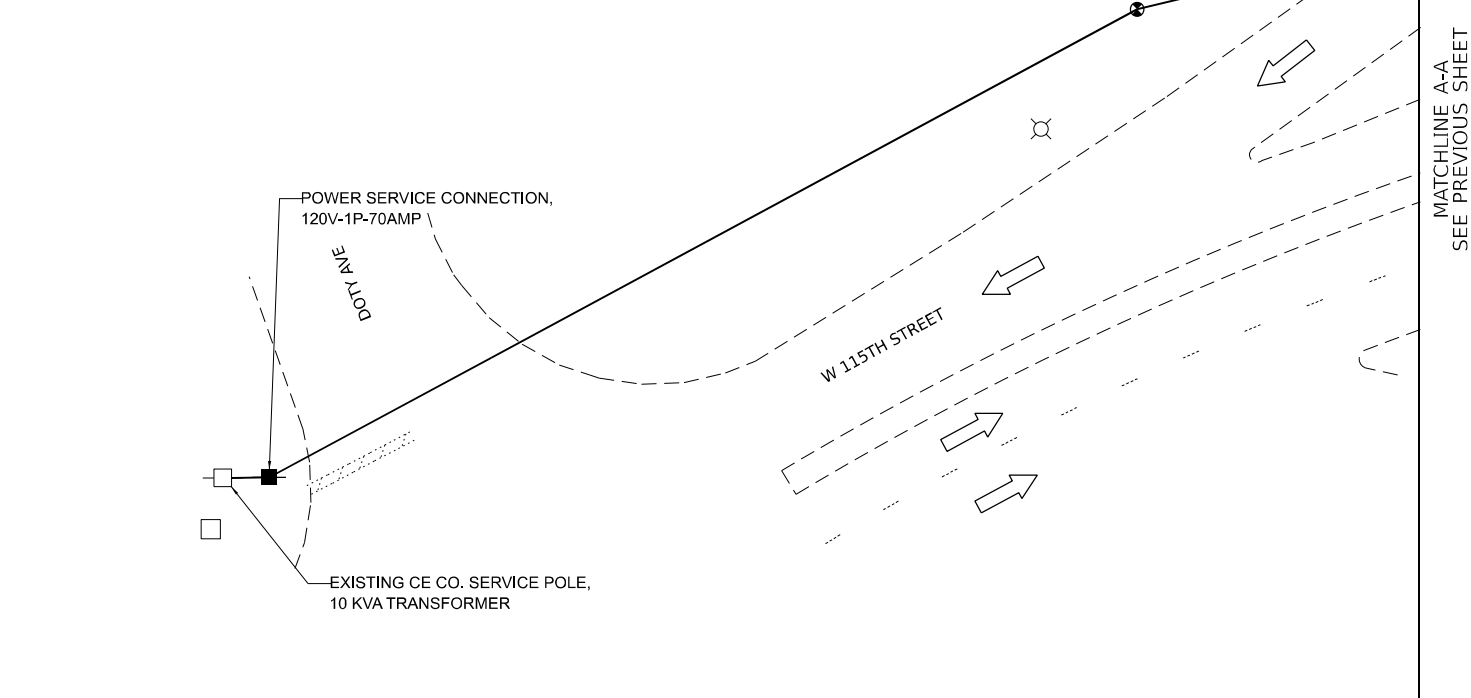 MATCHLINE A-A
SEE PREVIOUS SHEET
POWER SERVICE CONNECTION,
120V-1P-70AMP
DOTY AVE
W 115TH STREET
EXISTING CE CO. SERVICE POLE,
10 KVA TRANSFORMER